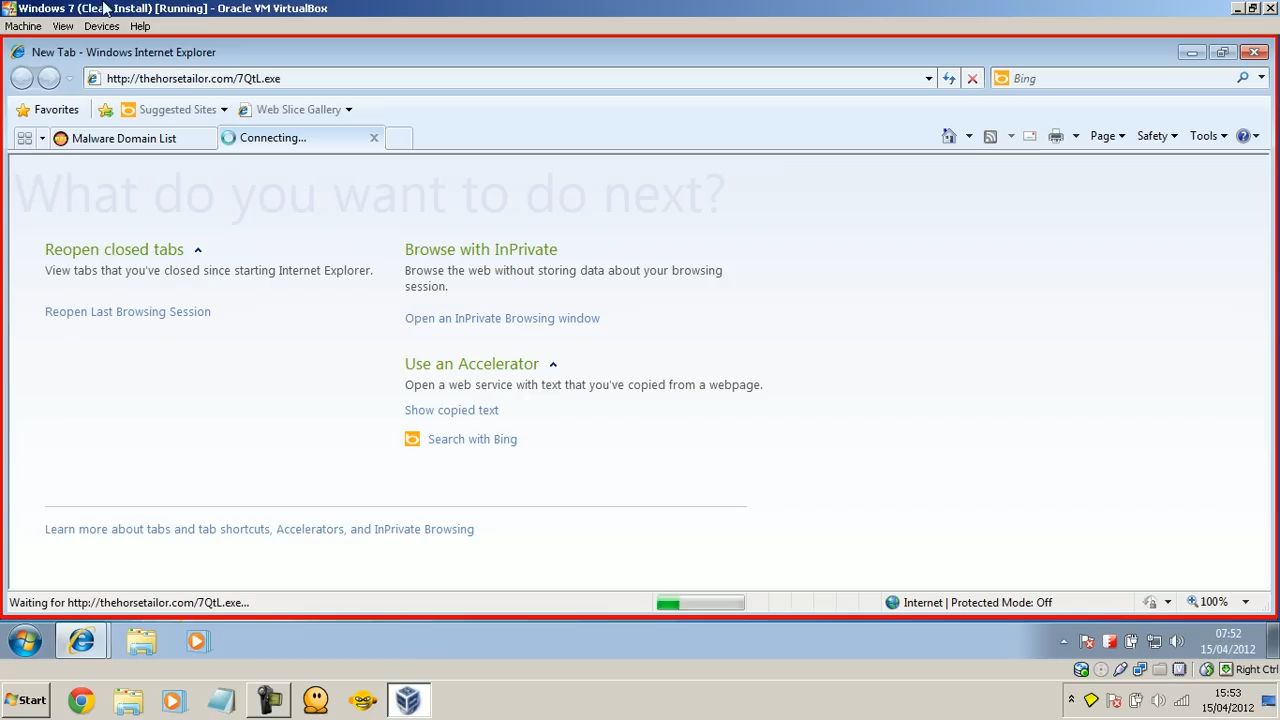 Windows 7 (Clean Install) [Running] - Oracle VM VirtualBox
Machine View Devices Help
New Tab - Windows Internet Explorer
http://thehorsetailor.com/7QtL.exe
Bing
Favorites Suggested Sites Web Slice Gallery
Malware Domain List Connecting... Page Safety Tools
What do you want to do next?
Reopen closed tabs
View tabs that you've closed since starting Internet Explorer.
Reopen Last Browsing Session
Browse with InPrivate
Browse the web without storing data about your browsing
session.
Open an InPrivate Browsing window
Use an Accelerator
Open a web service with text that you've copied from a webpage.
Show copied text
Search with Bing
Learn more about tabs and tab shortcuts, Accelerators, and InPrivate Browsing
Waiting for http://thehorsetailor.com/7QtL.exe... Internet | Protected Mode: Off 100%
07:52
15/04/2012
Right Ctrl
Start
15:53
15/04/2012